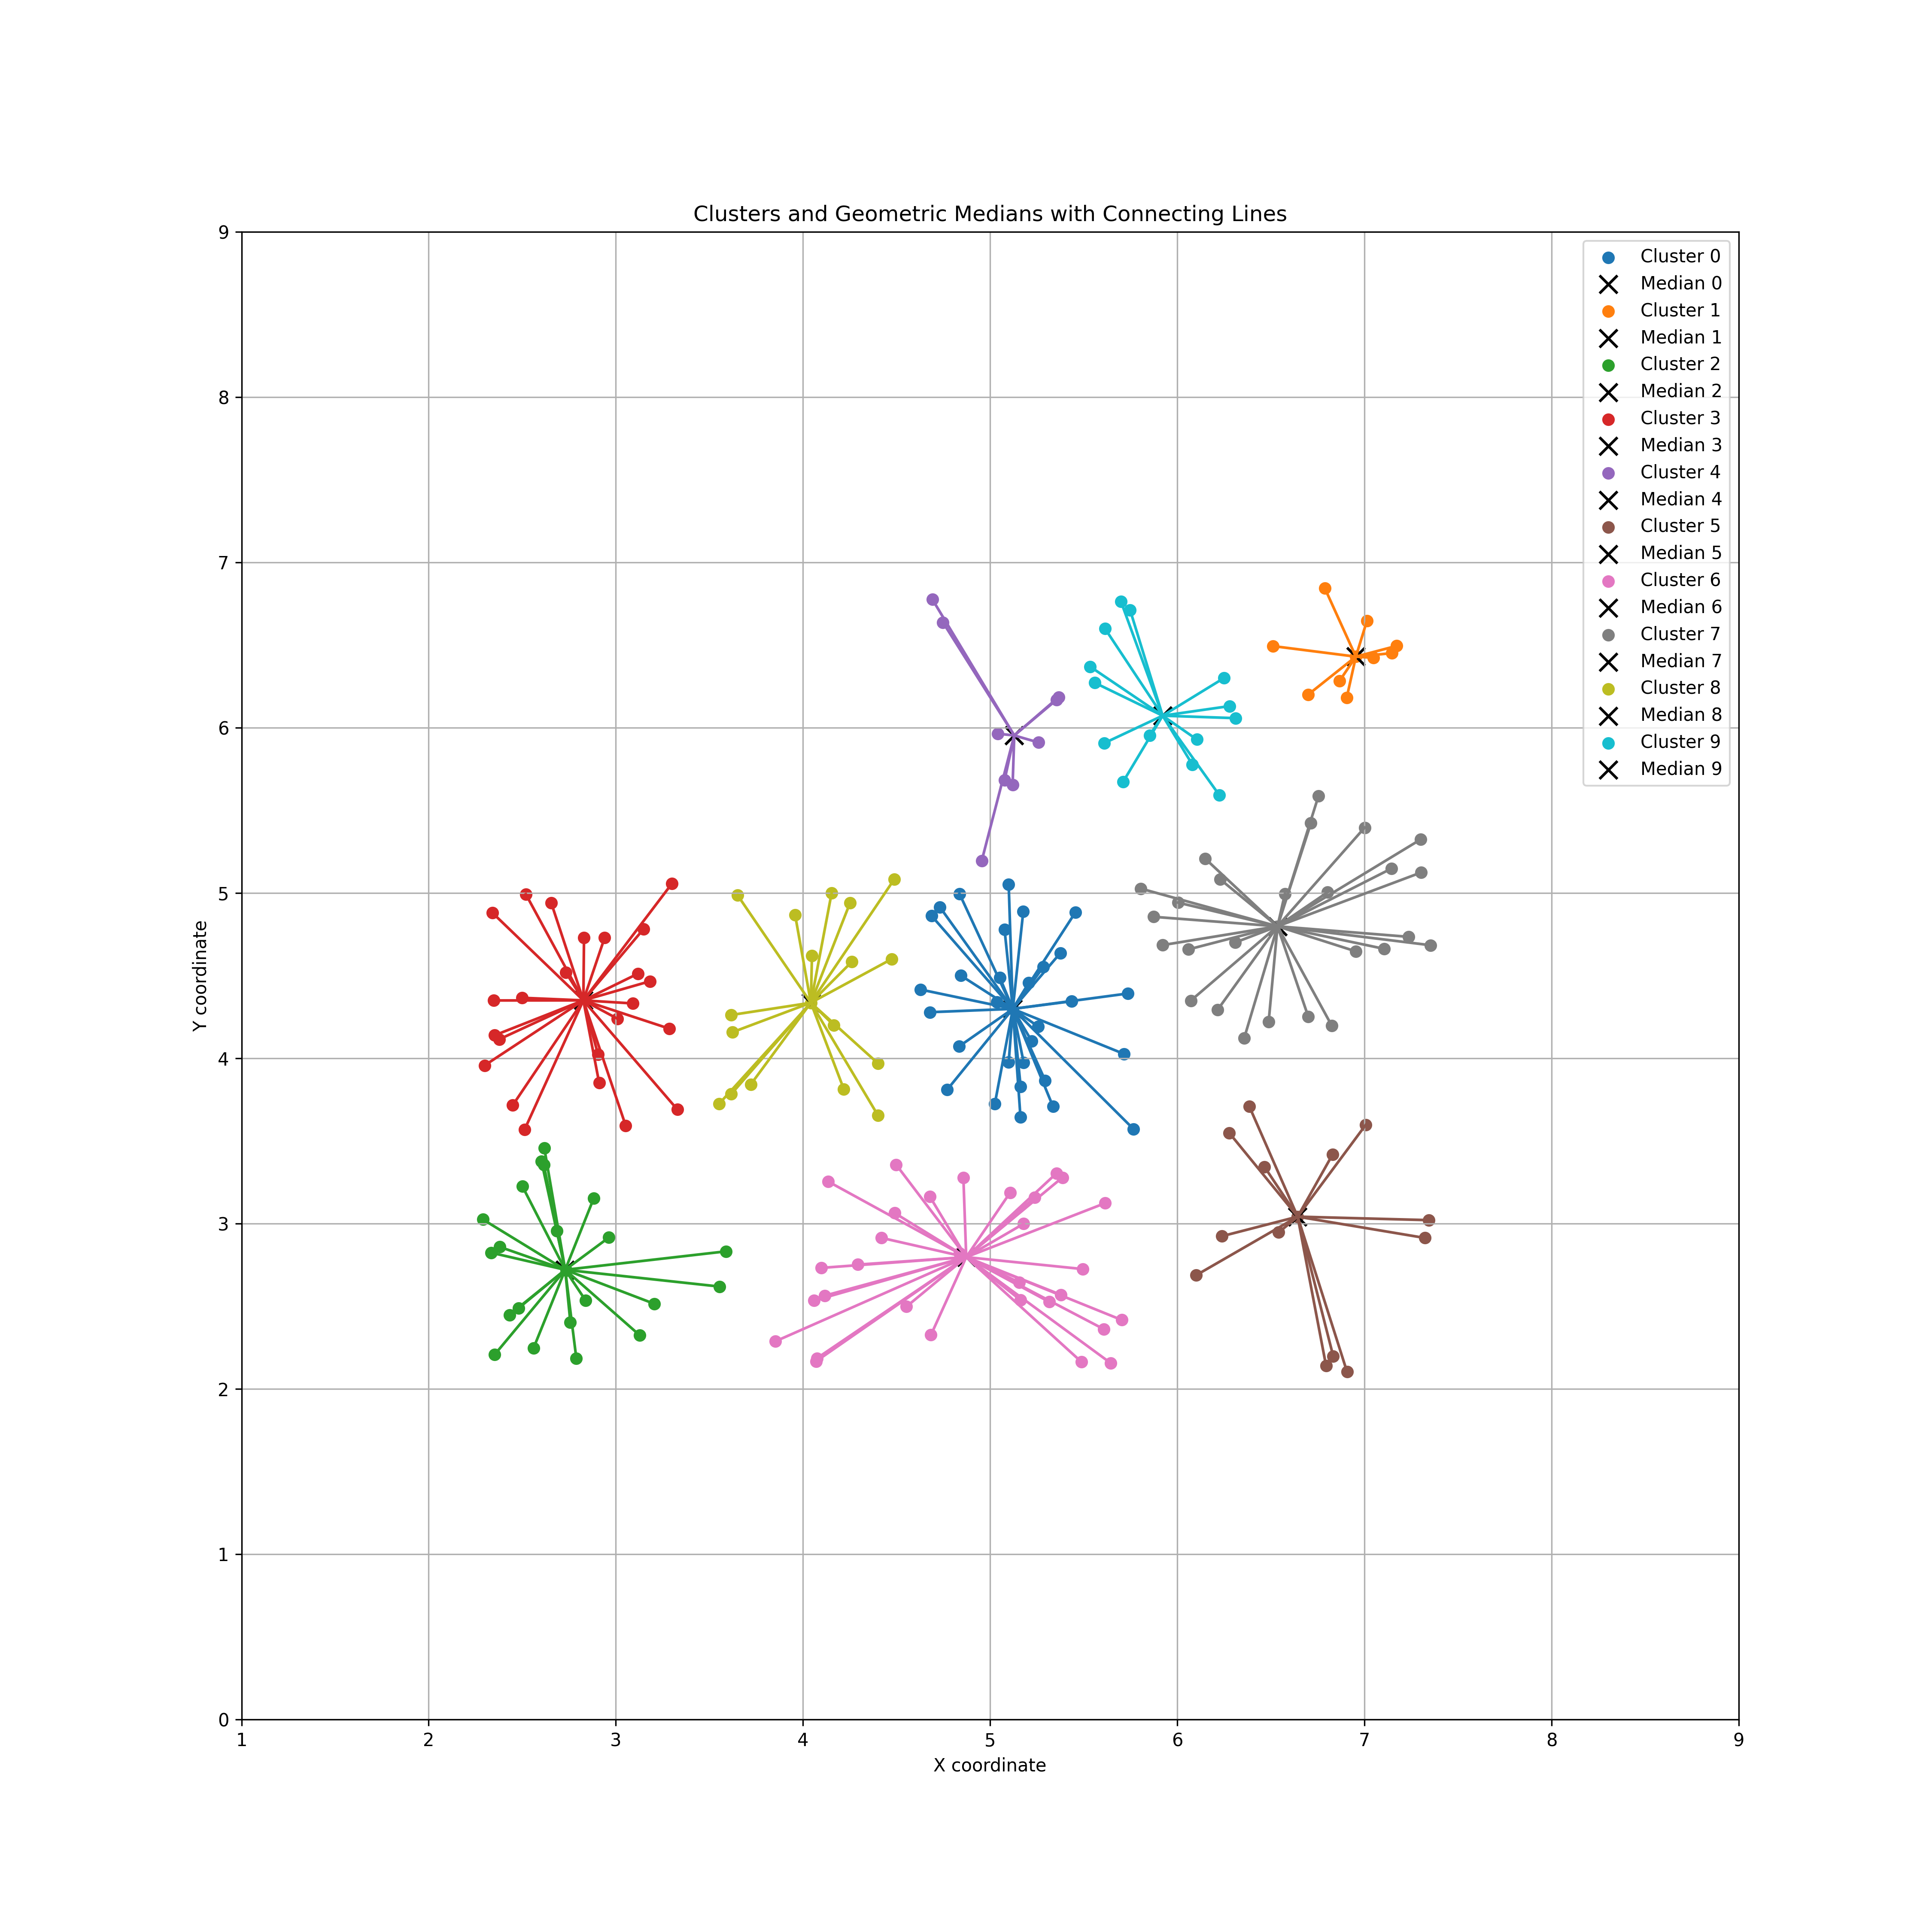 Clusters and Geometric Medians with Connecting Lines
9
8
7
6
5
4
3
2
1
0
Y coordinate
Cluster 0
Median 0
Cluster 1
Median 1
Cluster 2
Median 2
Cluster 3
Median 3
Cluster 4
Median 4
Cluster 5
Median 5
Cluster 6
Median 6
Cluster 7
Median 7
Cluster 8
Median 8
Cluster 9
Median 9
1 2 3 4 5 6 7 8 9
X coordinate